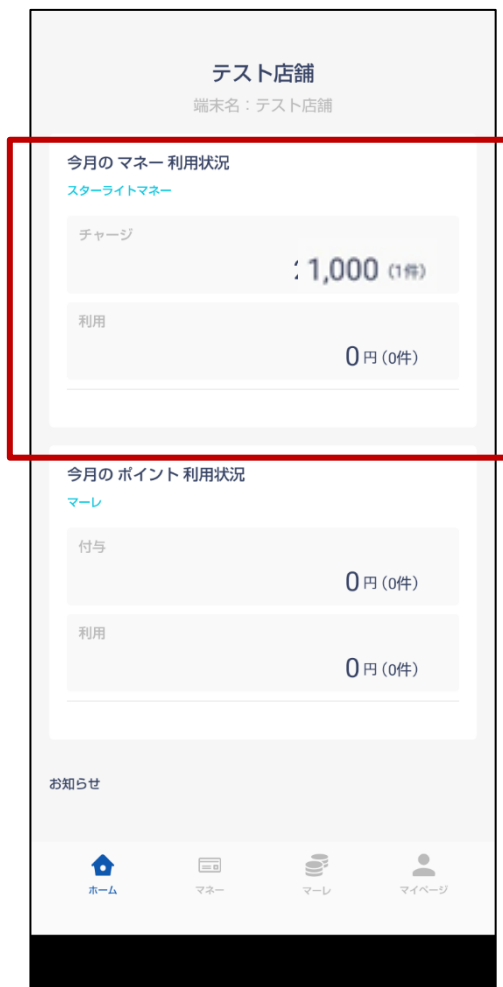 テスト店舗
端末名：テスト店舗
今月の マネー 利用状況
スターライトマネー
チャージ
1,000 (1件)
利用
0 円 (0件)
今月の ポイント 利用状況
マーレ
付与
0 円 (0件)
利用
0 円 (0件)
お知らせ
ホーム
マネー
マーレ
マイページ